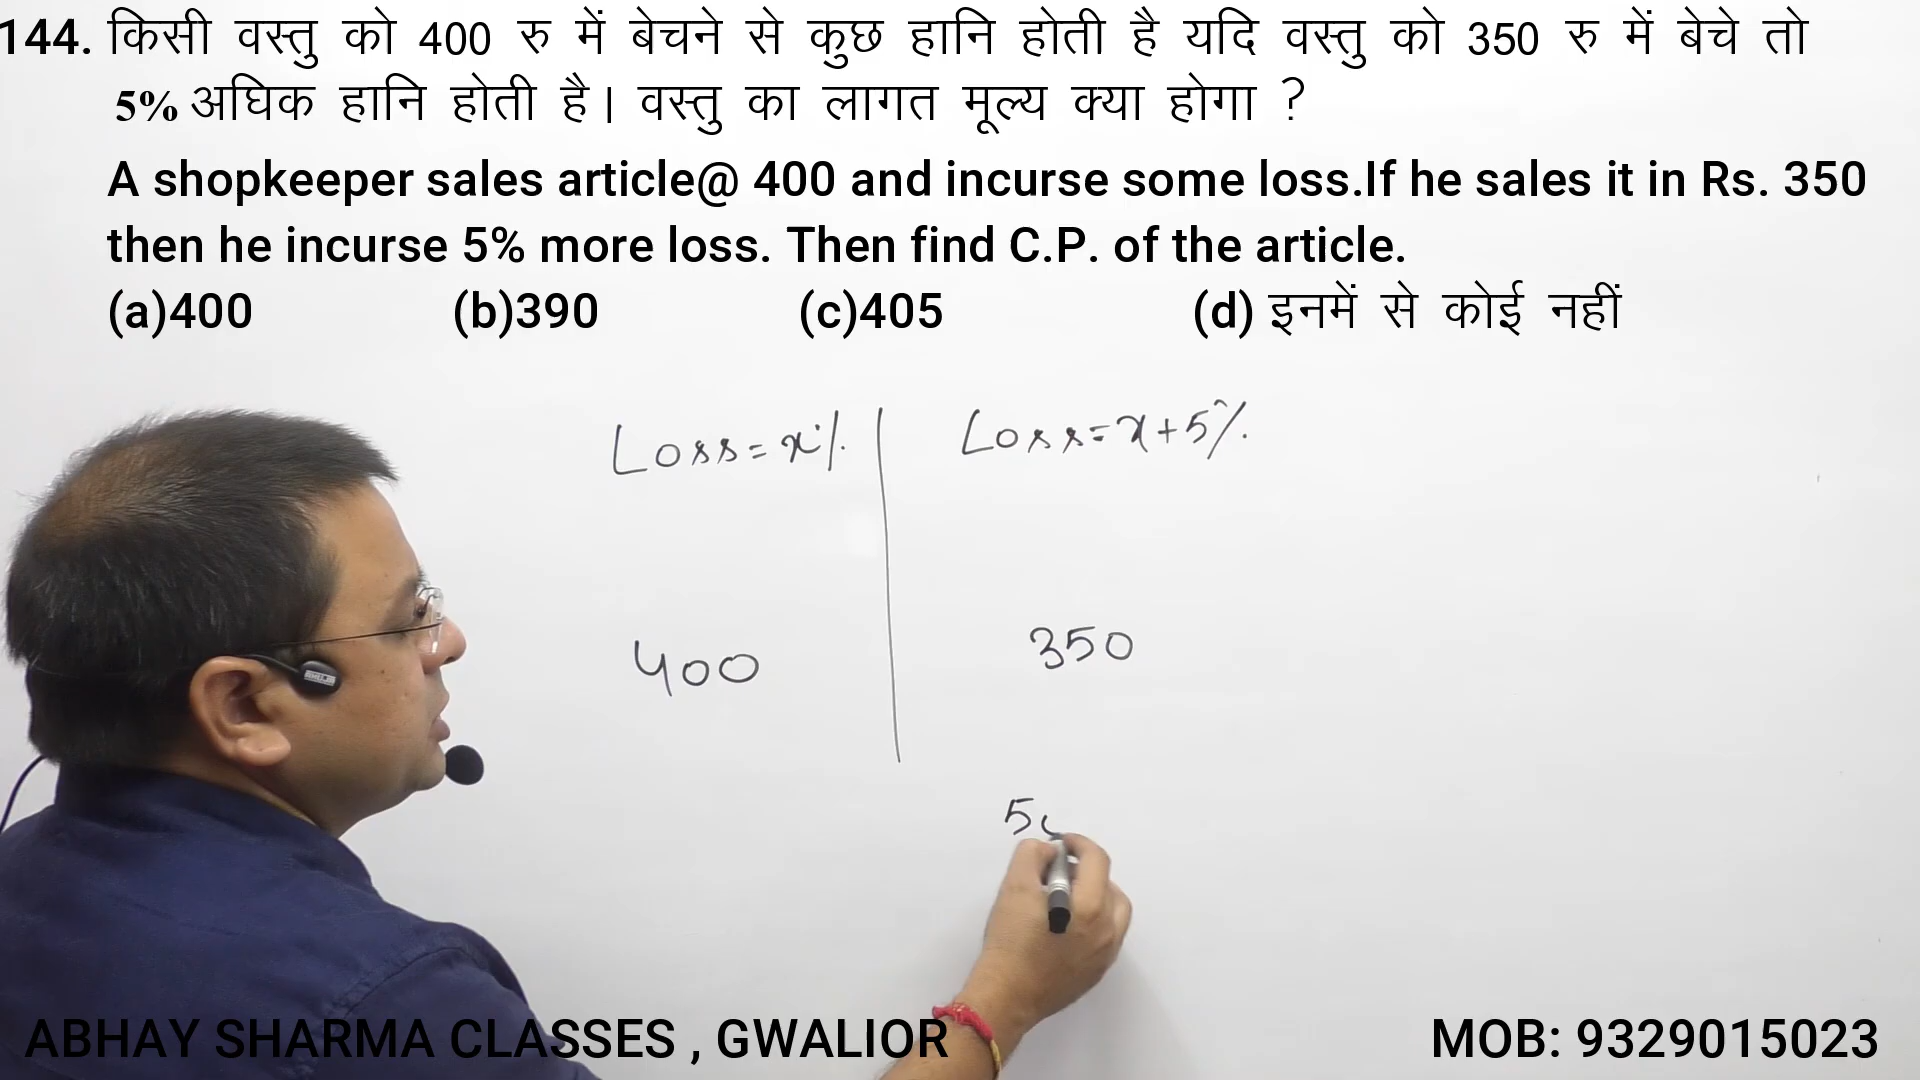 144. किसी वस्तु को 400 रु में बेचने से कुछ हानि होती है यदि वस्तु को 350 रु में बेचे तो
5% अघिक हानि होती है। वस्तु का लागत मूल्य क्या होगा ?
A shopkeeper sales article@ 400 and incurse some loss.If he sales it in Rs. 350
then he incurse 5% more loss. Then find C.P. of the article.
(a)400 (b)390 (c)405 (d) इनमें से कोई नहीं
Loss=x% Loss=x+5%
400 350
5
ABHAY SHARMA CLASSES , GWALIOR MOB: 9329015023